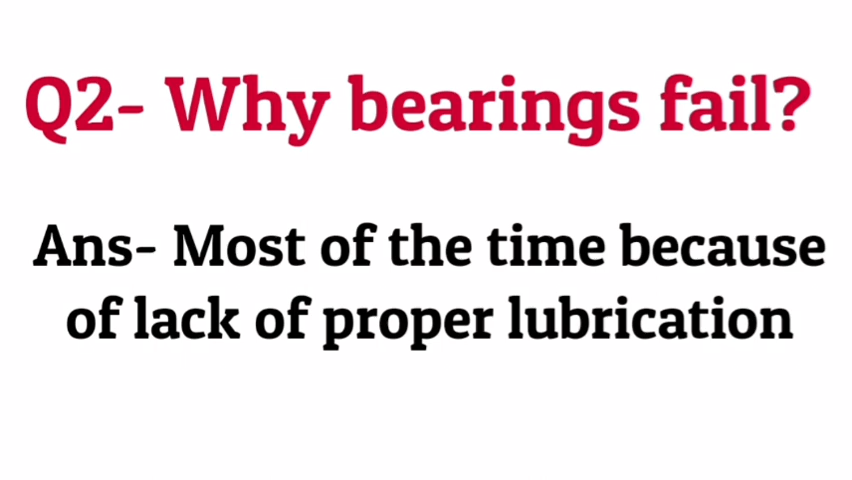 Q2- Why bearings fail?
Ans- Most of the time because
of lack of proper lubrication